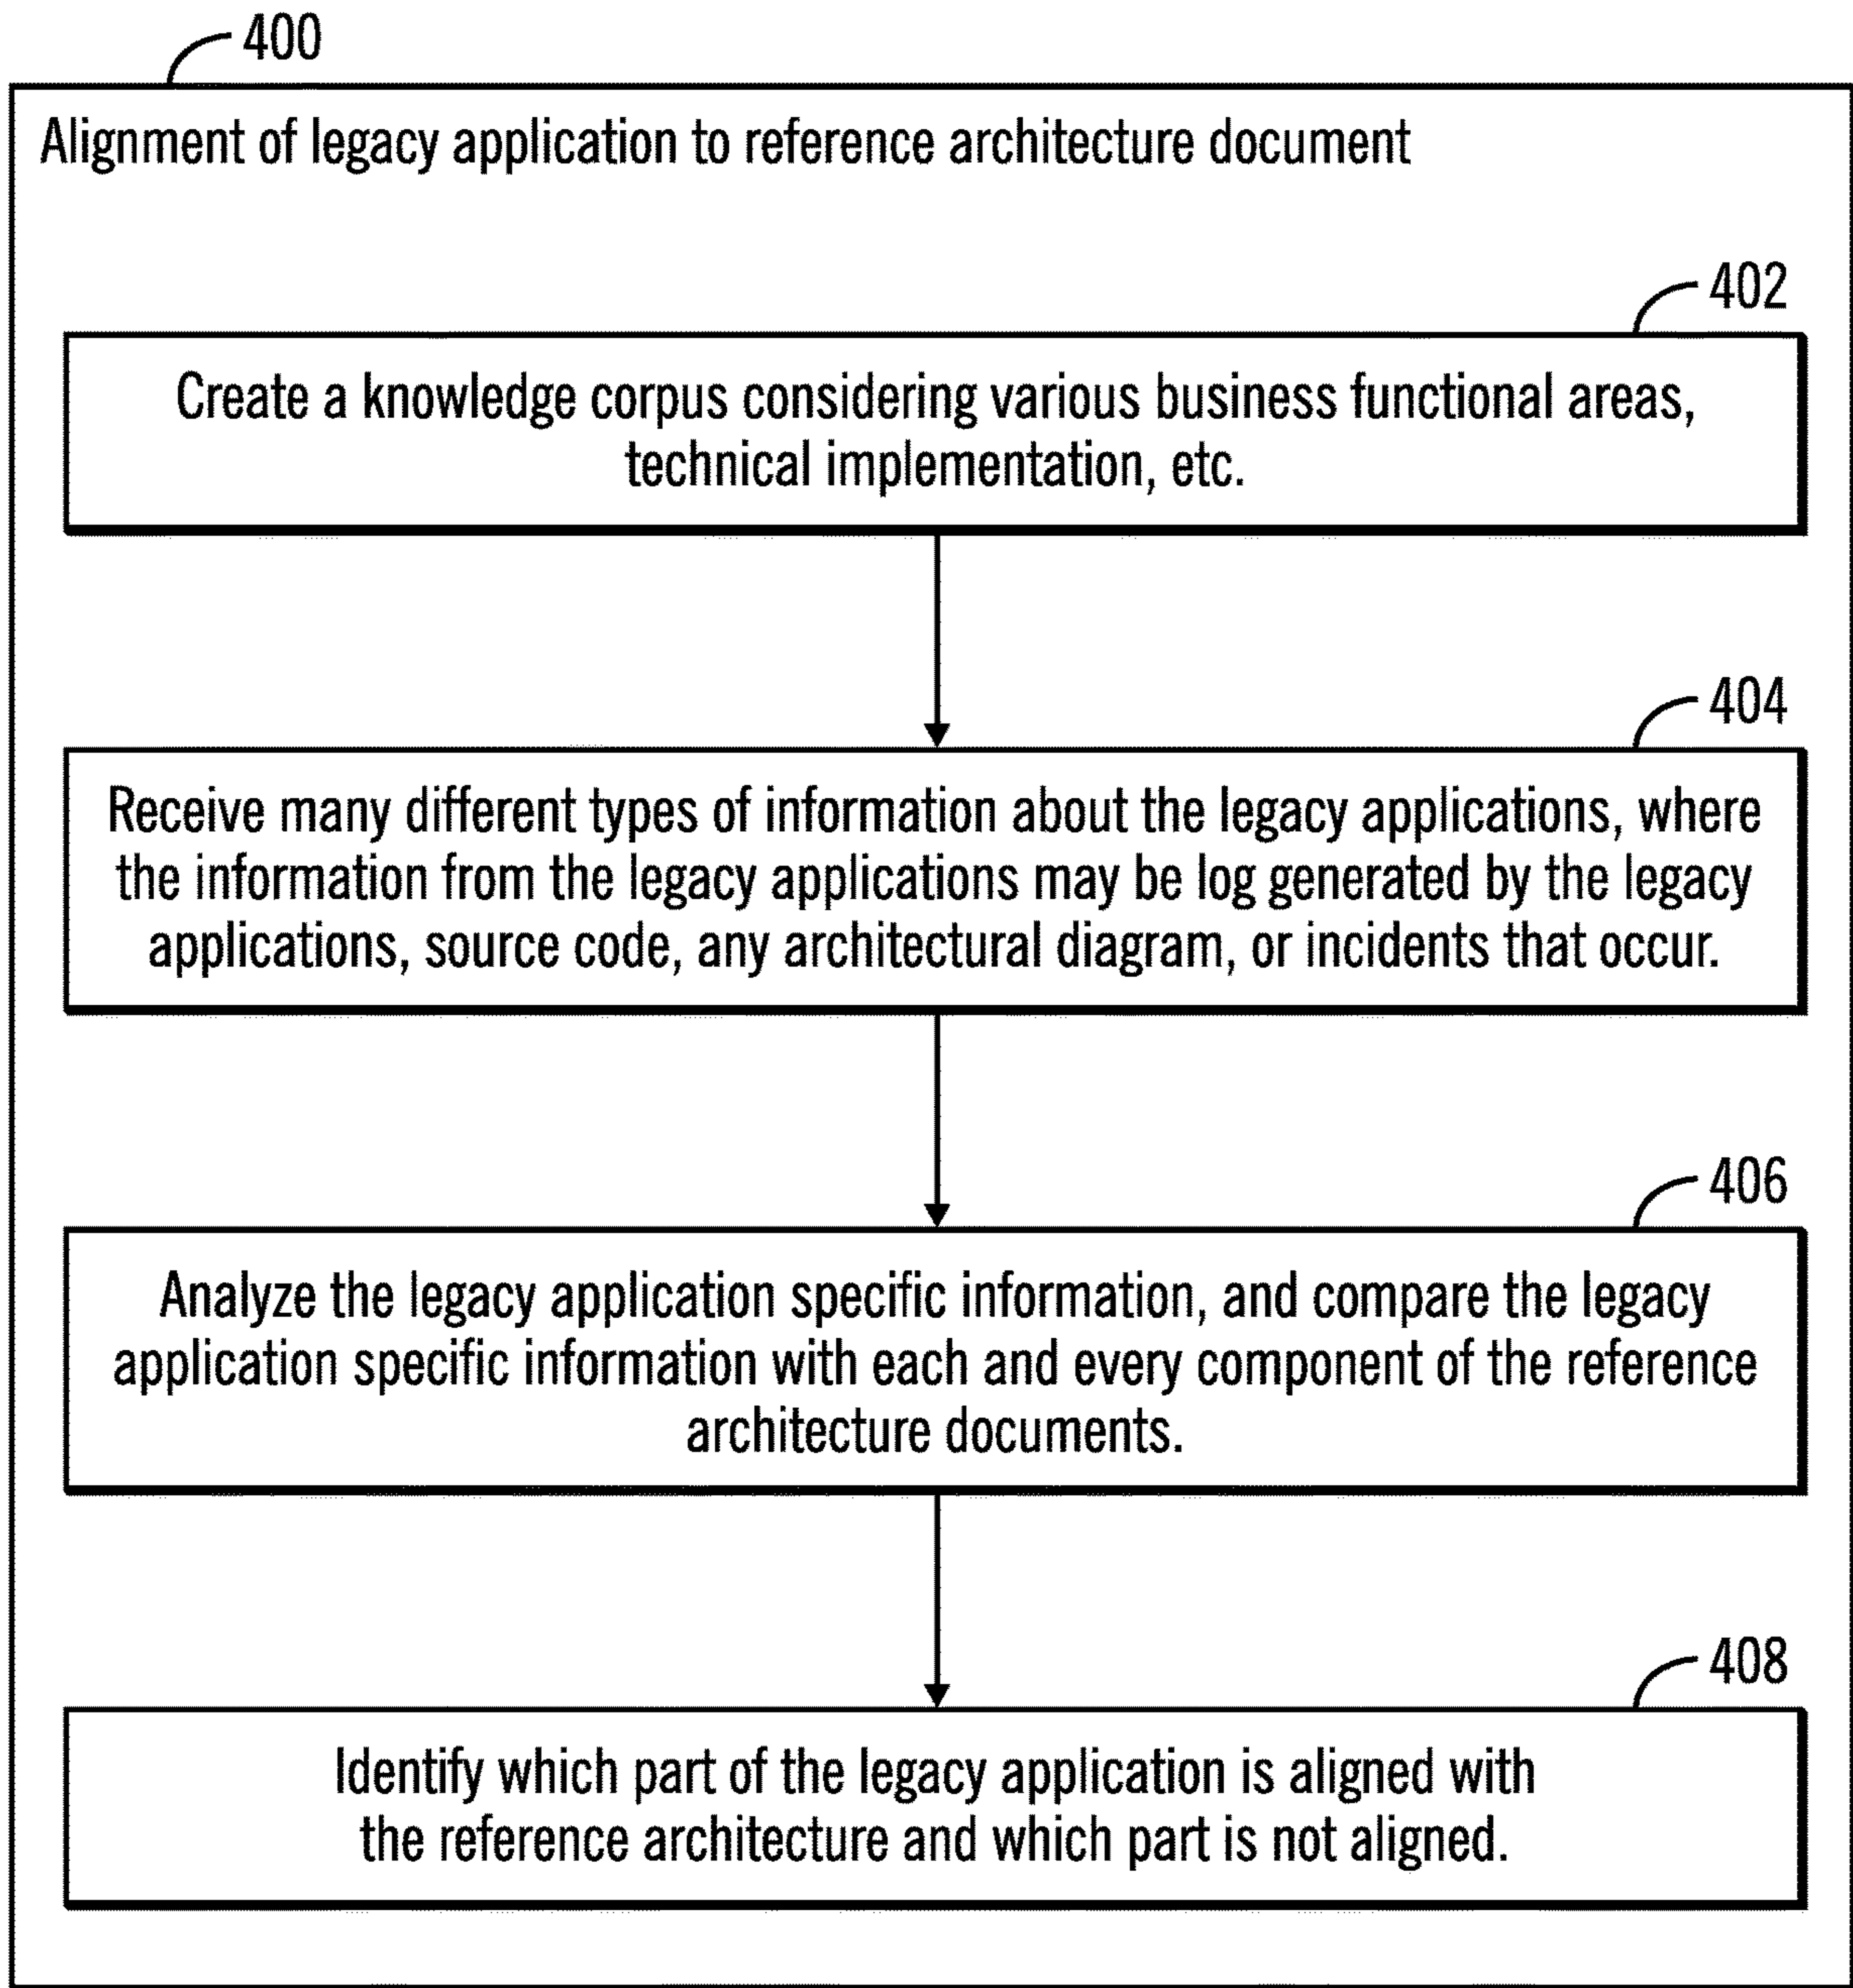 400
Alignment of legacy application to reference architecture document
402
Create a knowledge corpus considering various business functional areas,
technical implementation, etc.
404
Receive many different types of information about the legacy applications, where
the information from the legacy applications may be log generated by the legacy
applications, source code, any architectural diagram, or incidents that occur.
406
Analyze the legacy application specific information, and compare the legacy
application specific information with each and every component of the reference
architecture documents.
408
Identify which part of the legacy application is aligned with
the reference architecture and which part is not aligned.